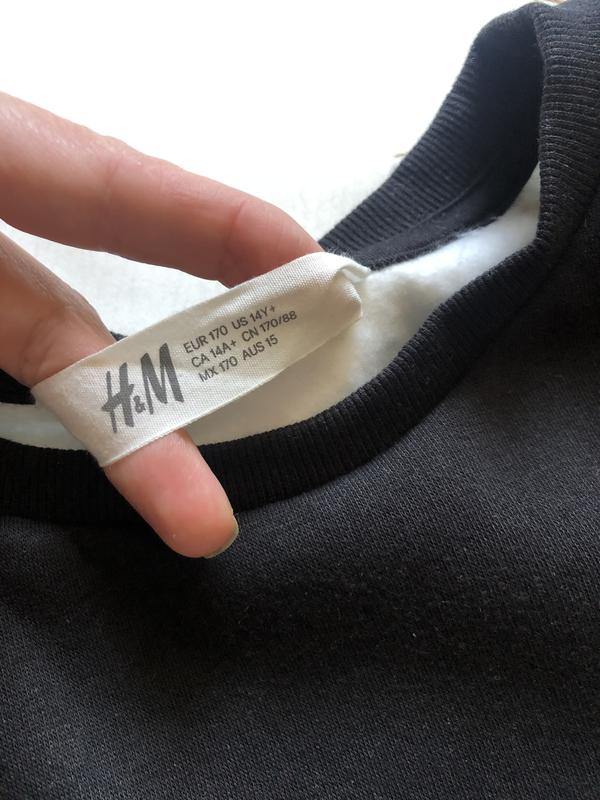 H&M
EUR 170 US 14Y+
CA 14A+ CN 170/88
MX 170 AUS 15